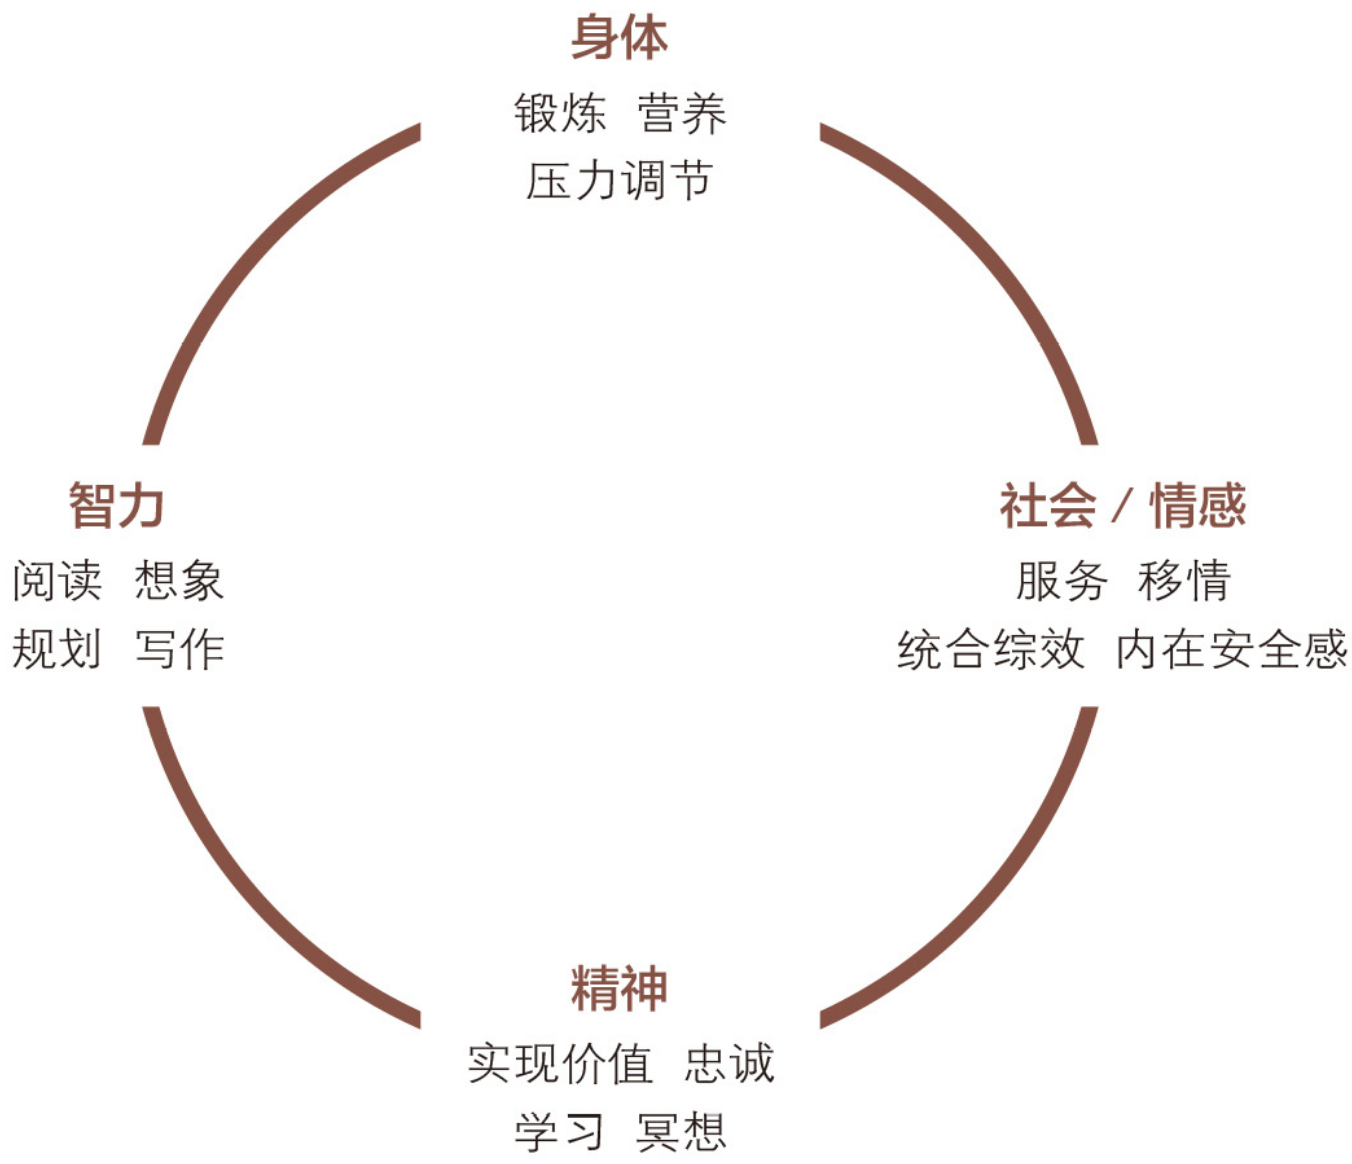 身体
锻炼 营养
压力调节
智力
阅读 想象
规划 写作
社会 / 情感
服务 移情
统合综效 内在安全感
精神
实现价值 忠诚
学习 冥想